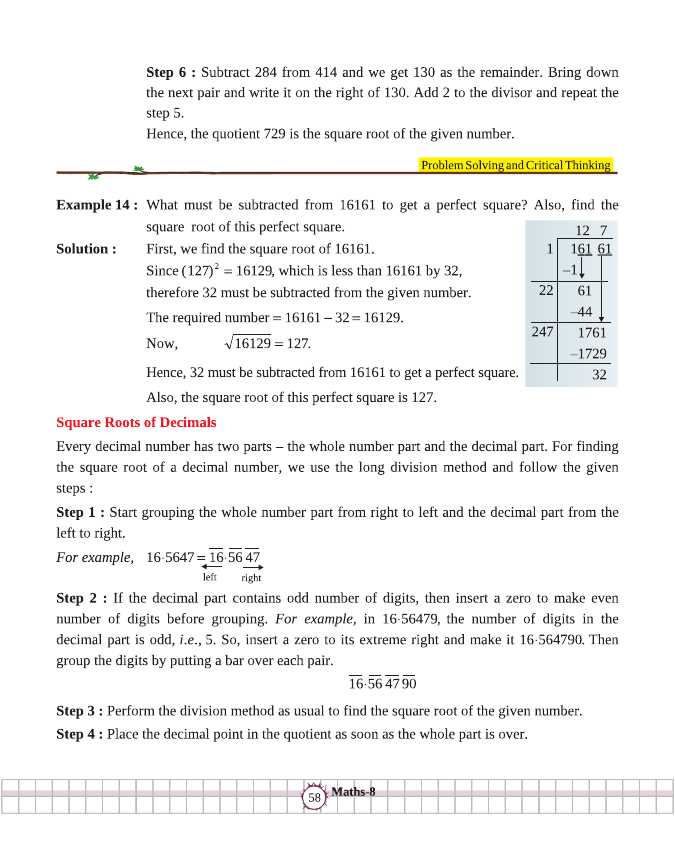 Step 6 : Subtract 284 from 414 and we get 130 as the remainder. Bring down
the next pair and write it on the right of 130. Add 2 to the divisor and repeat the
step 5.
Hence, the quotient 729 is the square root of the given number.
Problem Solving and Critical Thinking
Example 14 : What must be subtracted from 16161 to get a perfect square? Also, find the
square root of this perfect square.
Solution : First, we find the square root of 16161.
Since (127)² = 16129, which is less than 16161 by 32,
therefore 32 must be subtracted from the given number.
The required number = 16161 – 32 = 16129.
Now, √16129 = 127.
Hence, 32 must be subtracted from 16161 to get a perfect square.
Also, the square root of this perfect square is 127.
12 7
1 161 61
–1
22 61
–44
247 1761
–1729
32
Square Roots of Decimals
Every decimal number has two parts – the whole number part and the decimal part. For finding
the square root of a decimal number, we use the long division method and follow the given
steps :
Step 1 : Start grouping the whole number part from right to left and the decimal part from the
left to right.
For example, 16·5647 = 16·56 47
left right
Step 2 : If the decimal part contains odd number of digits, then insert a zero to make even
number of digits before grouping. For example, in 16·56479, the number of digits in the
decimal part is odd, i.e., 5. So, insert a zero to its extreme right and make it 16·564790. Then
group the digits by putting a bar over each pair.
16·56 47 90
Step 3 : Perform the division method as usual to find the square root of the given number.
Step 4 : Place the decimal point in the quotient as soon as the whole part is over.
58 Maths-8